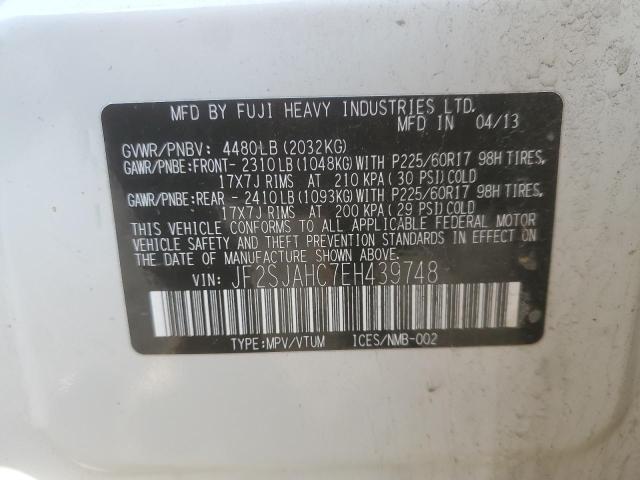 MFD BY FUJI HEAVY INDUSTRIES LTD.
MFD IN 04/13
GVWR/PNBV: 4480LB (2032KG)
GAWR/PNBE:FRONT- 2310LB (1048KG)WITH P225/60R17 98H TIRES,
17X7J RIMS AT 210 KPA (30 PSI)COLD
GAWR/PNBE:REAR - 2410LB (1093KG)WITH P225/60R17 98H TIRES,
17X7J RIMS AT 200 KPA (29 PSI)COLD
THIS VEHICLE CONFORMS TO ALL APPLICABLE FEDERAL MOTOR
VEHICLE SAFETY AND THEFT PREVENTION STANDARDS IN EFFECT ON
THE DATE OF MANUFACTURE SHOWN ABOVE.
VIN: JF2SJAHC7EH439748
TYPE:MPV/VTUM ICES/NMB-002